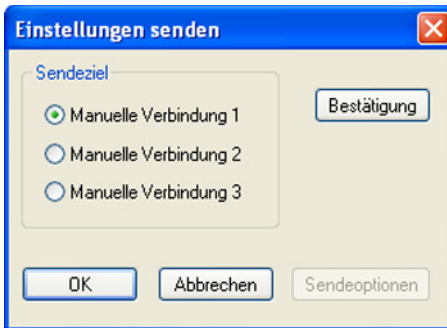 Einstellungen senden
Sendeziel
Manuelle Verbindung 1
Bestätigung
Manuelle Verbindung 2
Manuelle Verbindung 3
OK
Abbrechen
Sendeoptionen